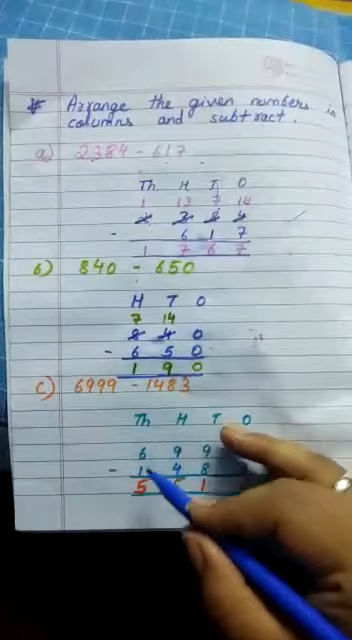 * Arrange the given numbers in
columns and subtract.
a) 2384 - 617
Th H T O
1 13 7 14
2 3 8 4
- 6 1 7
1 7 6 7
b) 840 - 650
H T O
7 14
8 4 0
- 6 5 0
1 9 0
c) 6999 - 1483
Th H T O
6 9 9
- 1 4 8
5 5 1